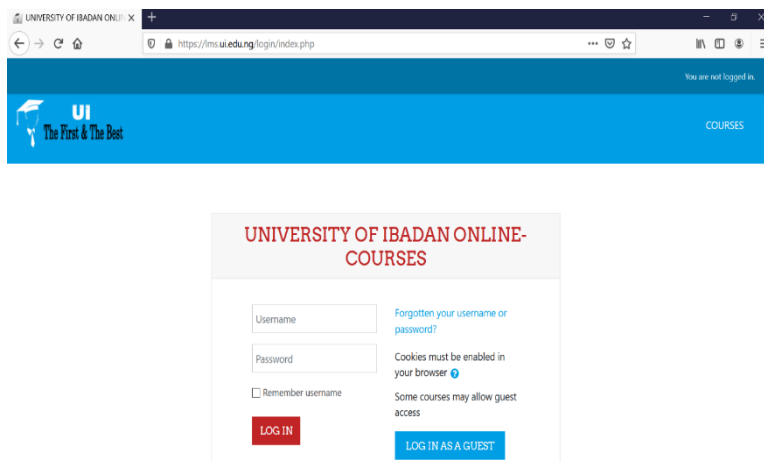 UNIVERSITY OF IBADAN ONLIN
https://lms.ui.edu.ng/login/index.php
You are not logged in.
UI
The First & The Best
COURSES
UNIVERSITY OF IBADAN ONLINE-
COURSES
Username
Password
Remember username
LOG IN
Forgotten your username or
password?
Cookies must be enabled in
your browser
Some courses may allow guest
access
LOG IN AS A GUEST